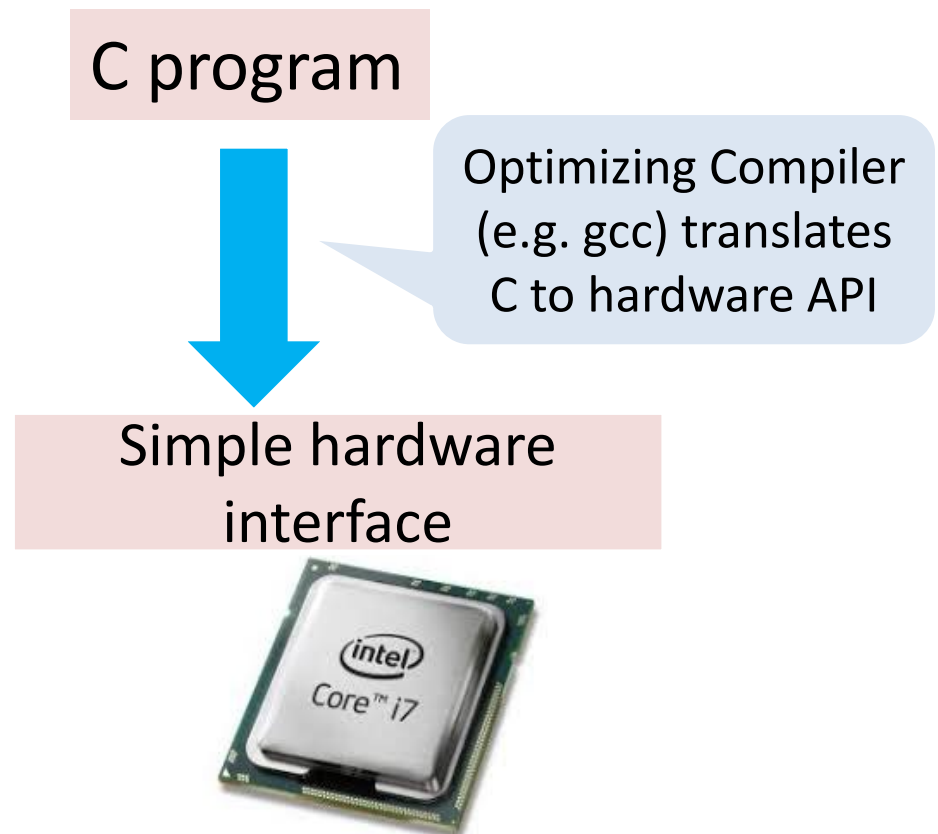 C program
Optimizing Compiler
(e.g. gcc) translates
C to hardware API
Simple hardware
interface
intel
Core™ i7